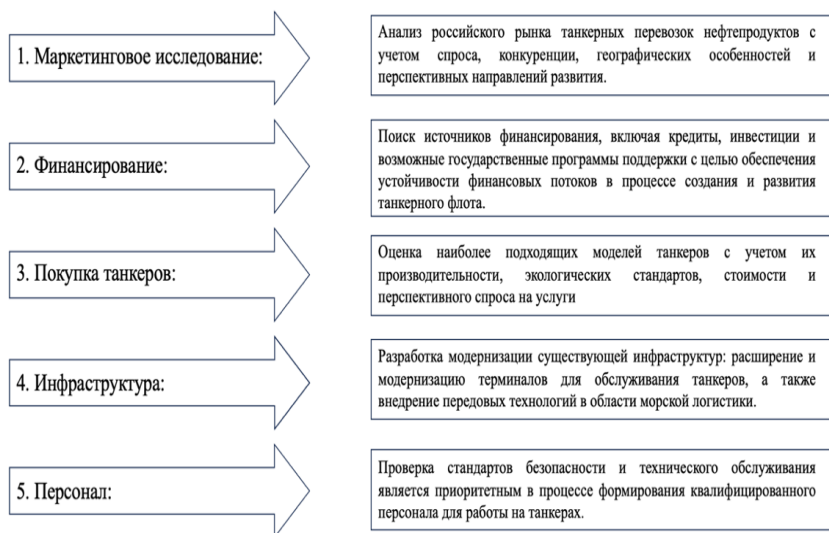 1. Маркетинговое исследование:
Анализ российского рынка танкерных перевозок нефтепродуктов с
учетом спроса, конкуренции, географических особенностей и
перспективных направлений развития.
2. Финансирование:
Поиск источников финансирования, включая кредиты, инвестиции и
возможные государственные программы поддержки с целью обеспечения
устойчивости финансовых потоков в процессе создания и развития
танкерного флота.
3. Покупка танкеров:
Оценка наиболее подходящих моделей танкеров с учетом их
производительности, экологических стандартов, стоимости и
перспективного спроса на услуги
4. Инфраструктура:
Разработка модернизации существующей инфраструктур: расширение и
модернизацию терминалов для обслуживания танкеров, а также
внедрение передовых технологий в области морской логистики.
5. Персонал:
Проверка стандартов безопасности и технического обслуживания
является приоритетным в процессе формирования квалифицированного
персонала для работы на танкерах.